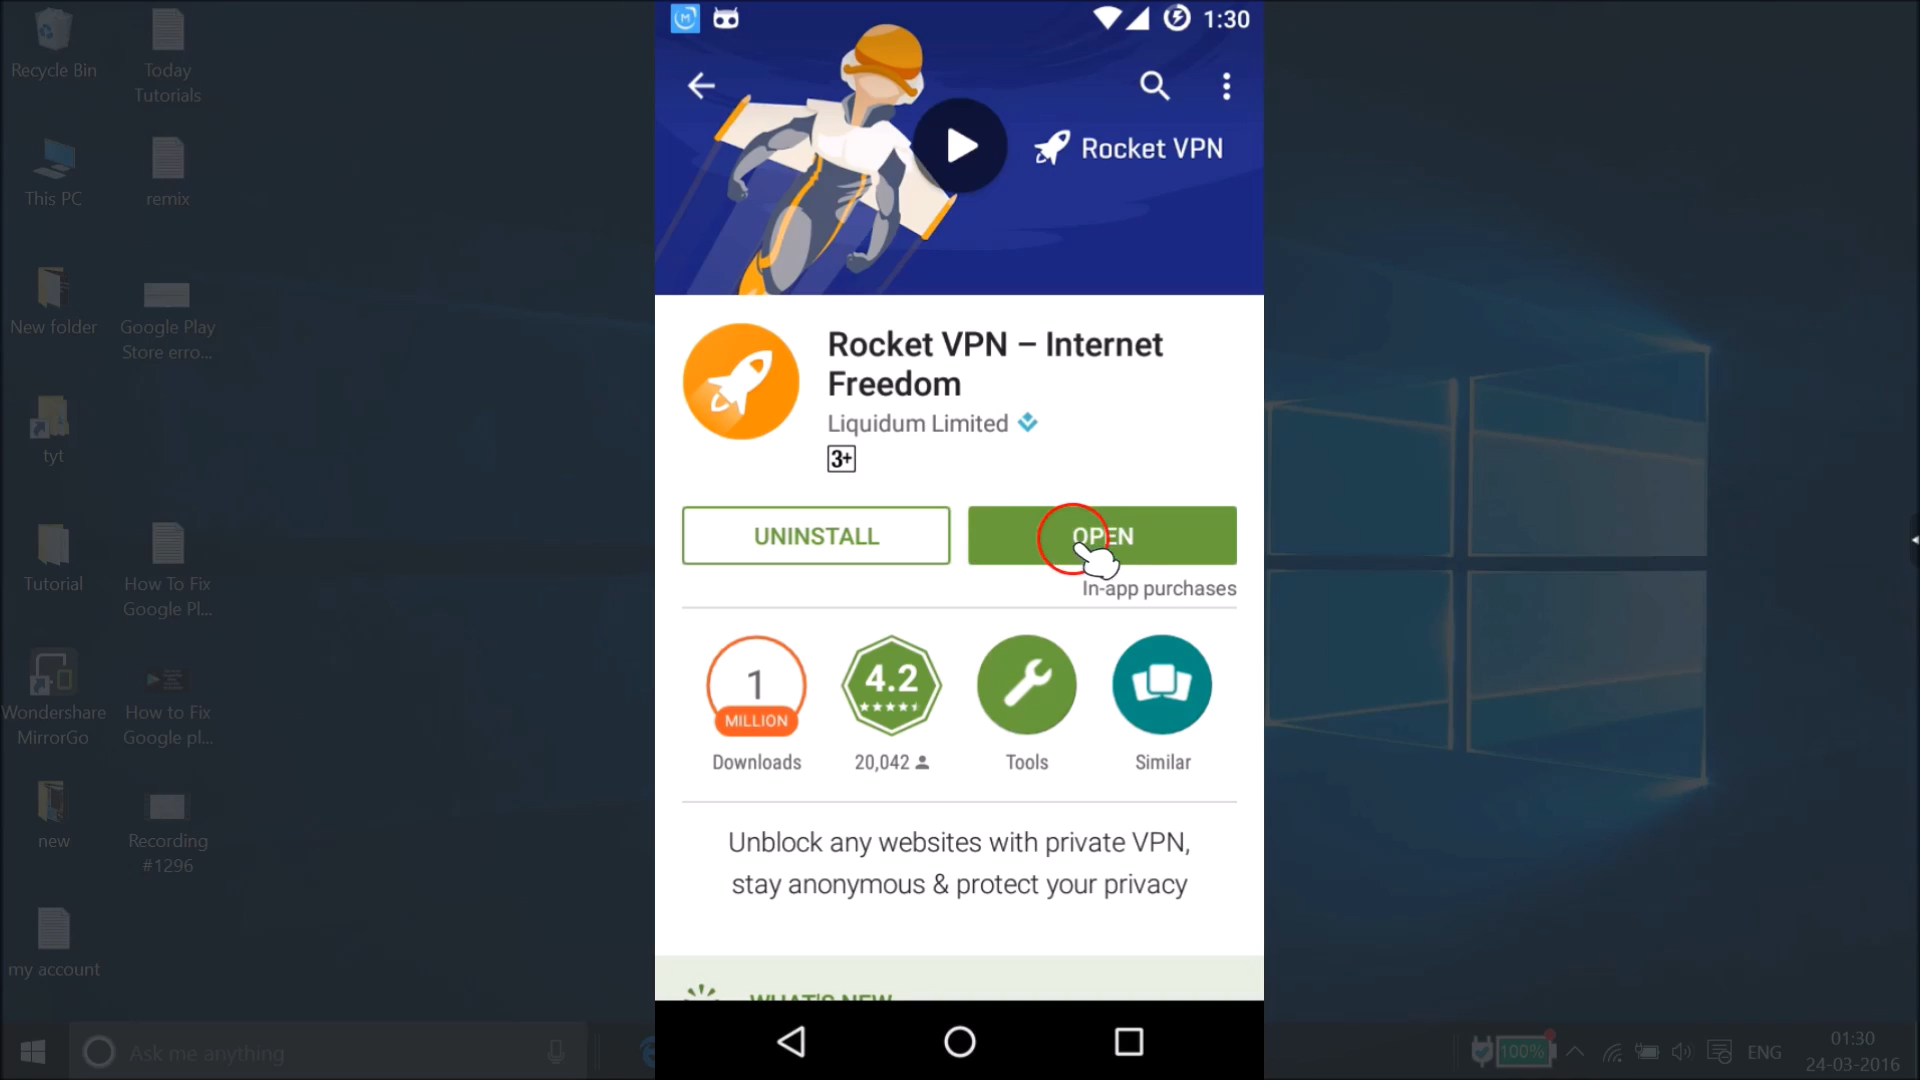 Recycle Bin
Today
Tutorials
This PC
remix
New folder
Google Play
Store erro...
tyt
Tutorial
How To Fix
Google Pl...
Wondershare
MirrorGo
How to Fix
Google pl...
new
Recording
#1296
my account
1:30
Rocket VPN
Rocket VPN – Internet
Freedom
Liquidum Limited
3+
UNINSTALL
OPEN
In-app purchases
1
MILLION
Downloads
4.2
20,042
Tools
Similar
Unblock any websites with private VPN,
stay anonymous & protect your privacy
WHAT'S NEW
Ask me anything
100%
ENG
01:30
24-03-2016